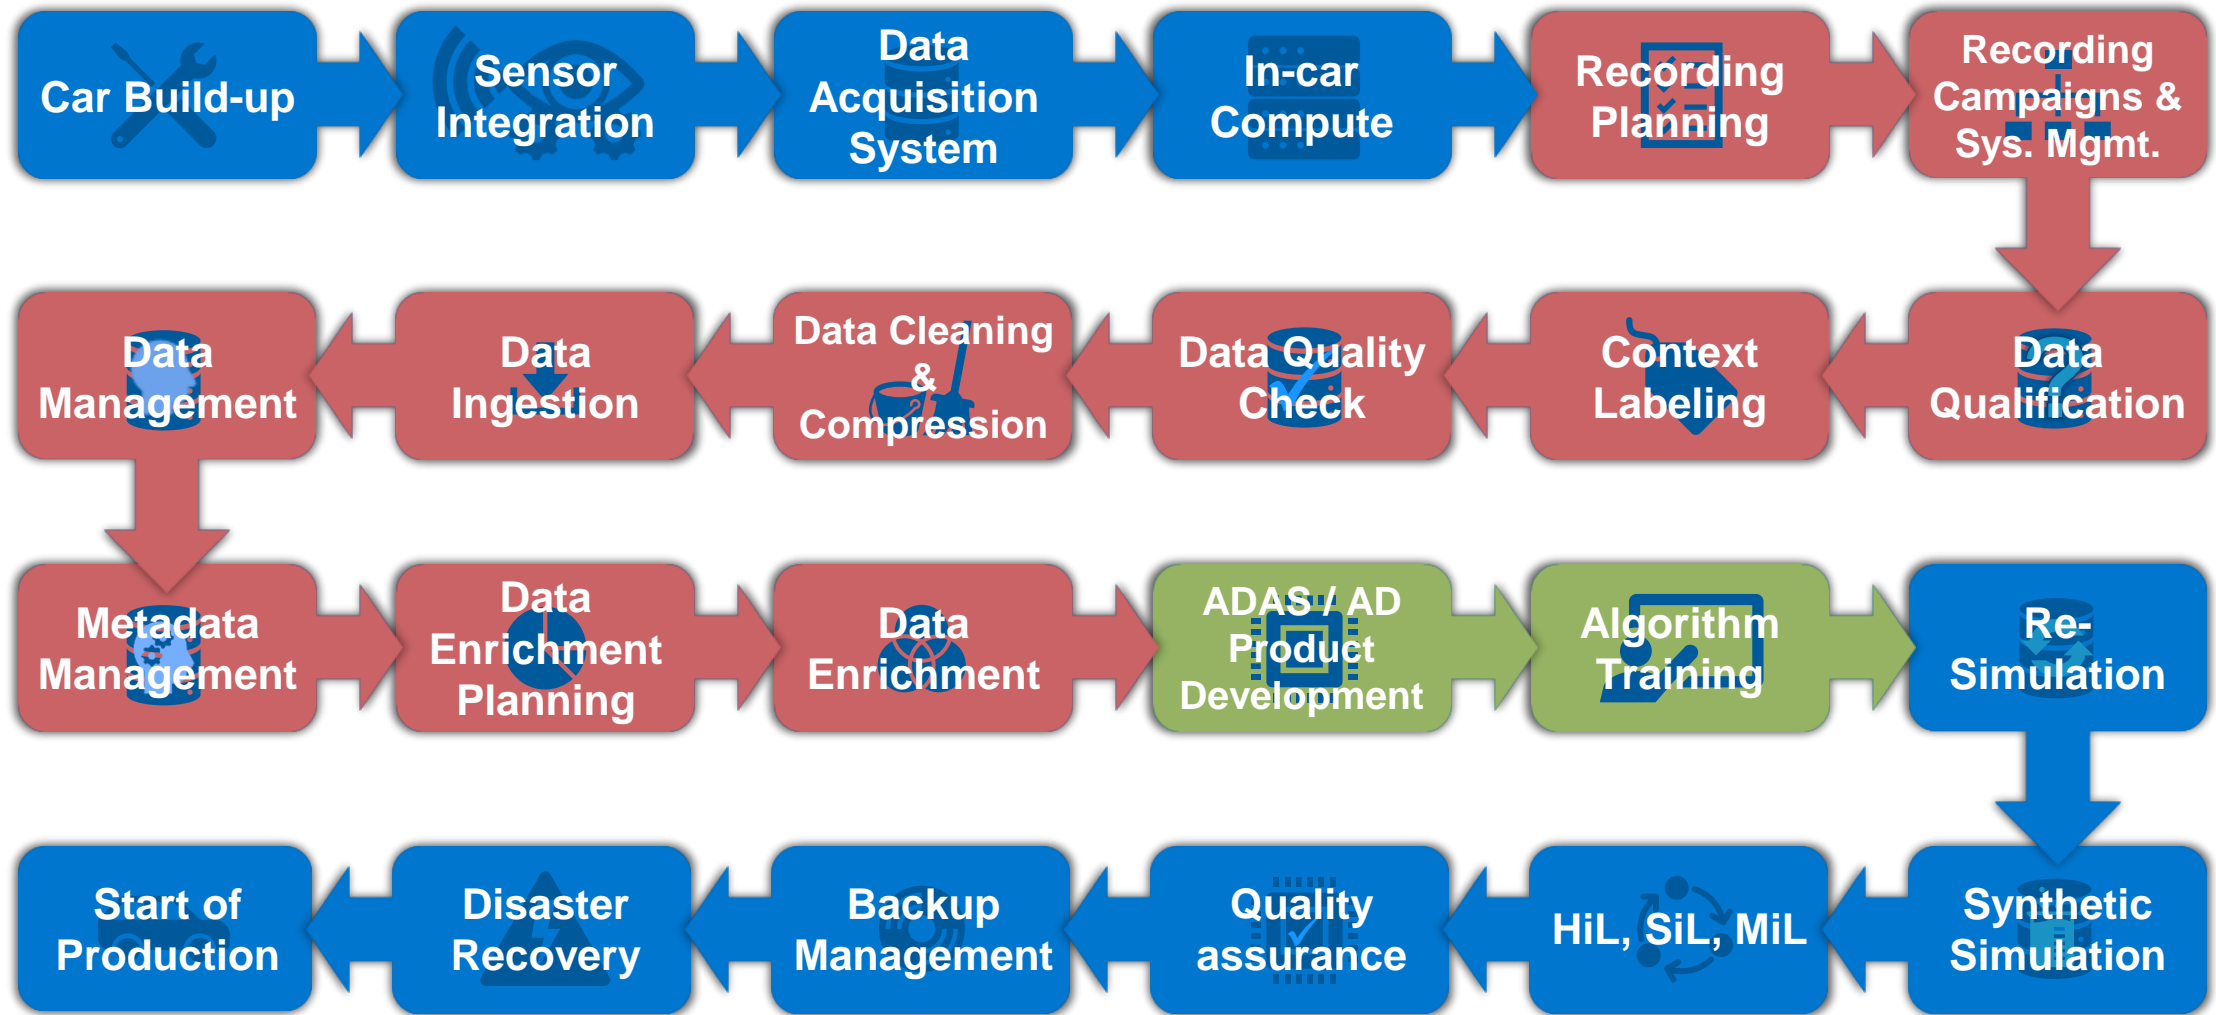 Car Build-up
Sensor
Integration
Data
Acquisition
System
In-car
Compute
Recording
Planning
Recording
Campaigns &
Sys. Mgmt.
Data
Management
Data
Ingestion
Data Cleaning
&
Compression
Data Quality
Check
Context
Labeling
Data
Qualification
Metadata
Management
Data
Enrichment
Planning
Data
Enrichment
ADAS / AD
Product
Development
Algorithm
Training
Re-
Simulation
Start of
Production
Disaster
Recovery
Backup
Management
Quality
assurance
HiL, SiL, MiL
Synthetic
Simulation